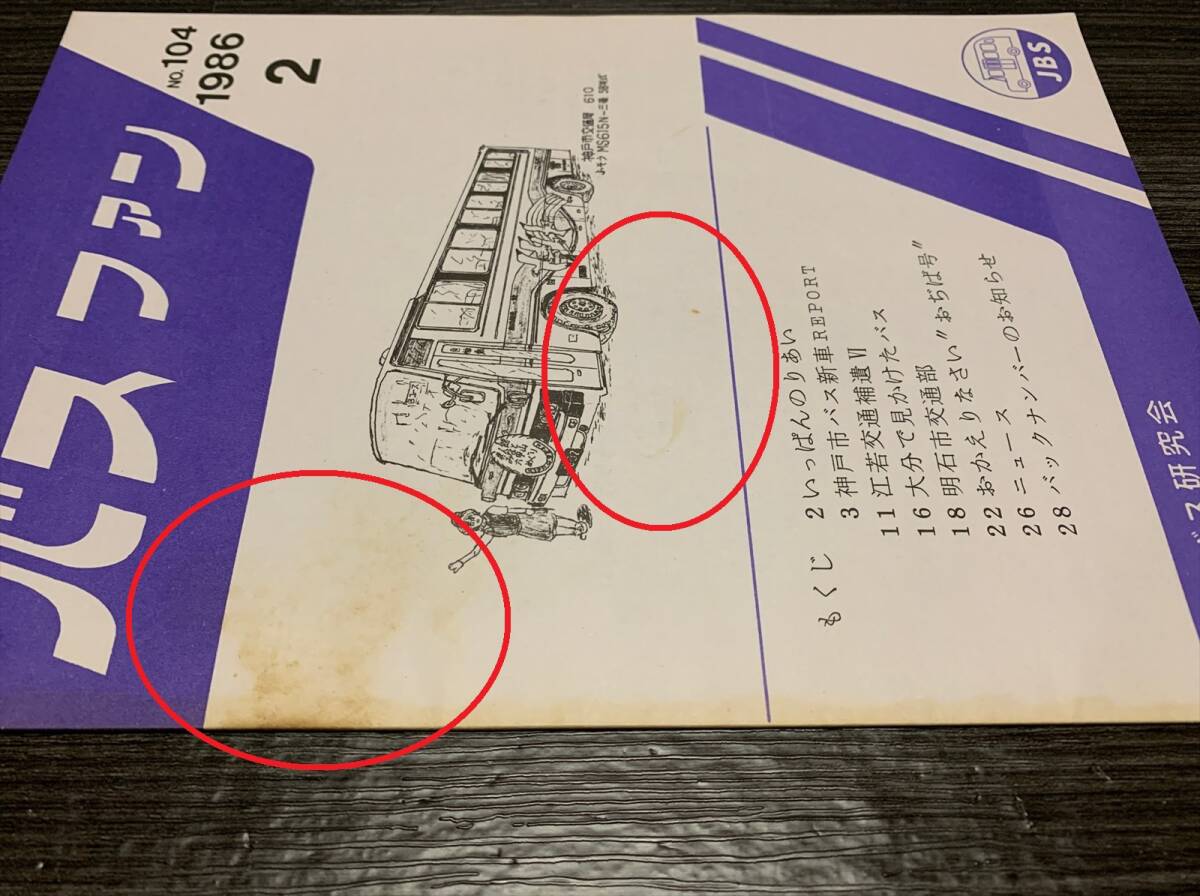 バスファン
NO.104
1986
2
JBS
神戸市交通局 610
もくじ
2 いっぱんのりあい
3 神戸市バス新車REPORT
11 江若交通補遺Ⅵ
16 大分で見かけたバス
18 明石市交通部
22 おかえりなさい〝おぢば号〟
26 ニュース
28 バックナンバーのお知らせ
バス研究会